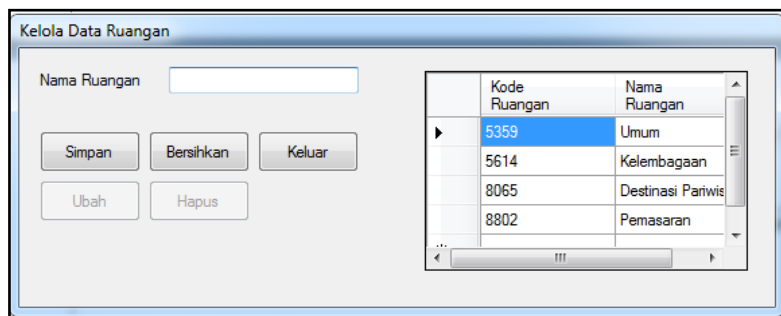 Kelola Data Ruangan
Nama Ruangan
Simpan Bersihkan Keluar
Ubah Hapus
Kode Ruangan Nama Ruangan
5359 Umum
5614 Kelembagaan
8065 Destinasi Pariwis
8802 Pemasaran